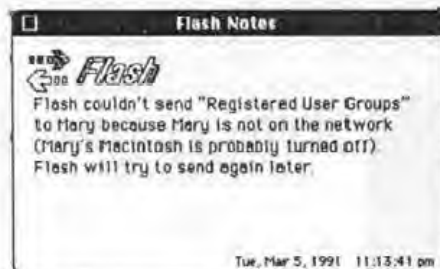 Flash Notes
Flash
Flash couldn't send "Registered User Groups"
to Mary because Mary is not on the network
(Mary's Macintosh is probably turned off).
Flash will try to send again later.
Tue, Mar 5, 1991 11:13:41 pm